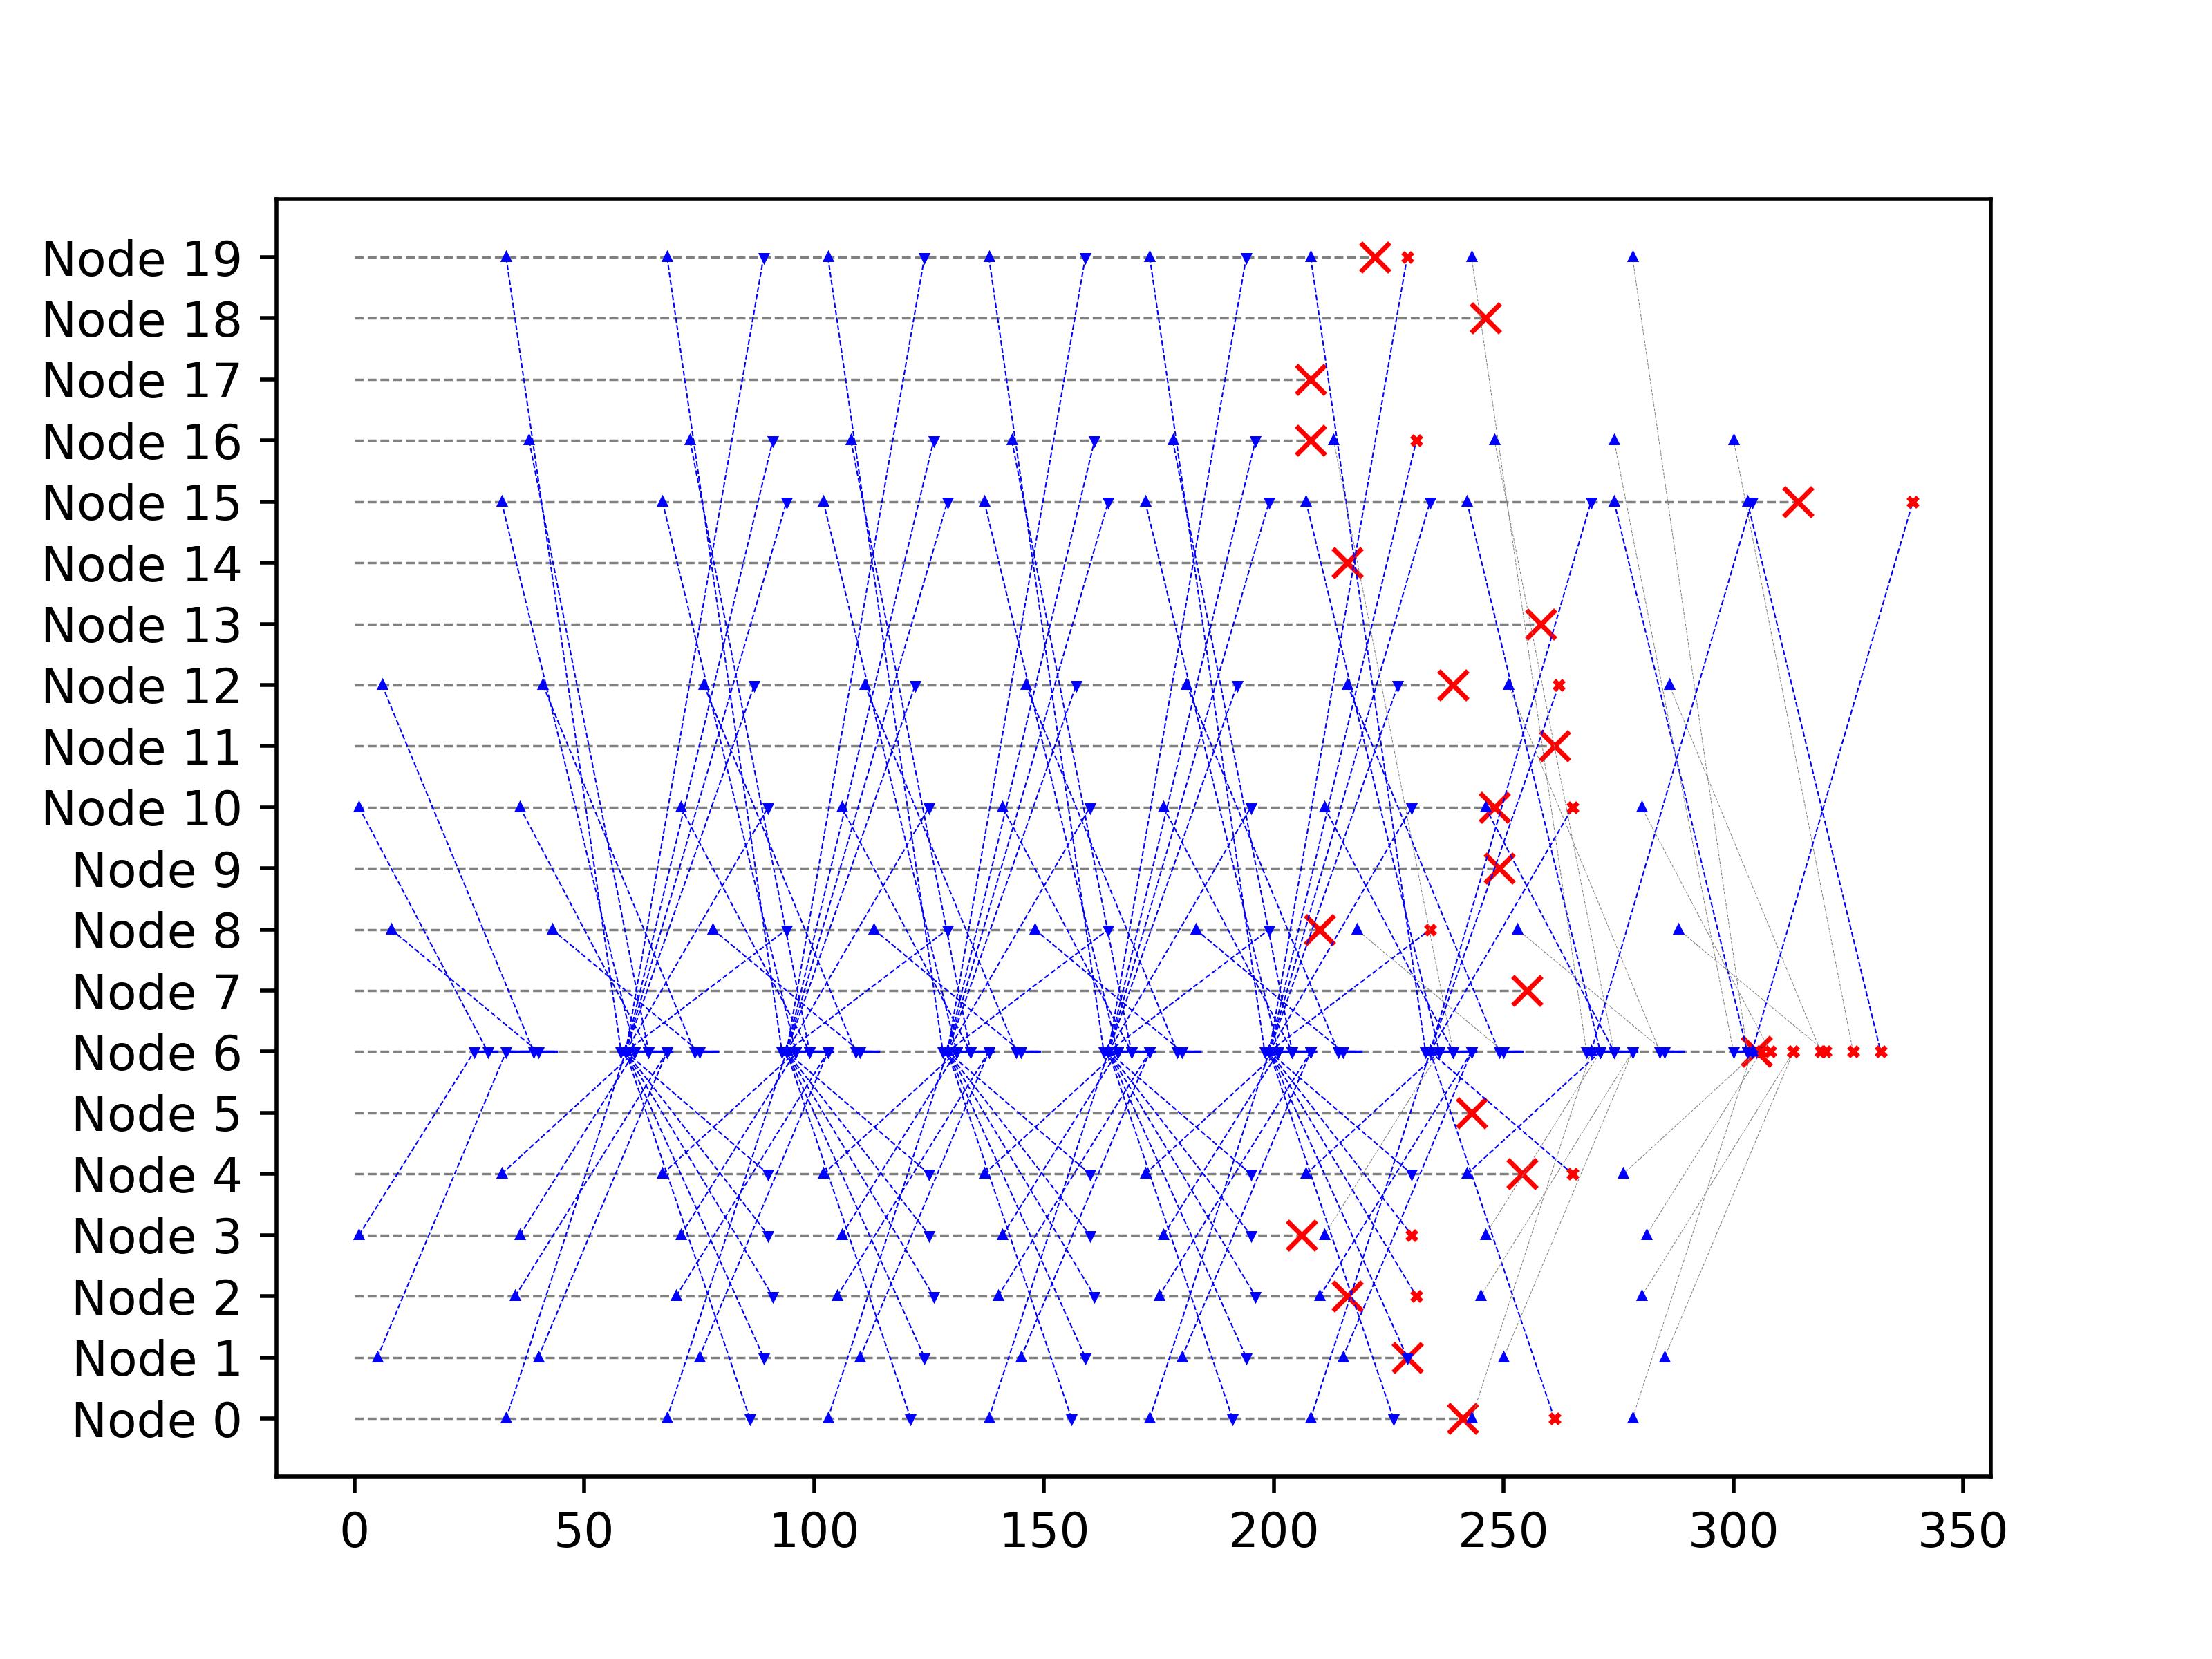 Node 19
Node 18
Node 17
Node 16
Node 15
Node 14
Node 13
Node 12
Node 11
Node 10
Node 9
Node 8
Node 7
Node 6
Node 5
Node 4
Node 3
Node 2
Node 1
Node 0
0 50 100 150 200 250 300 350